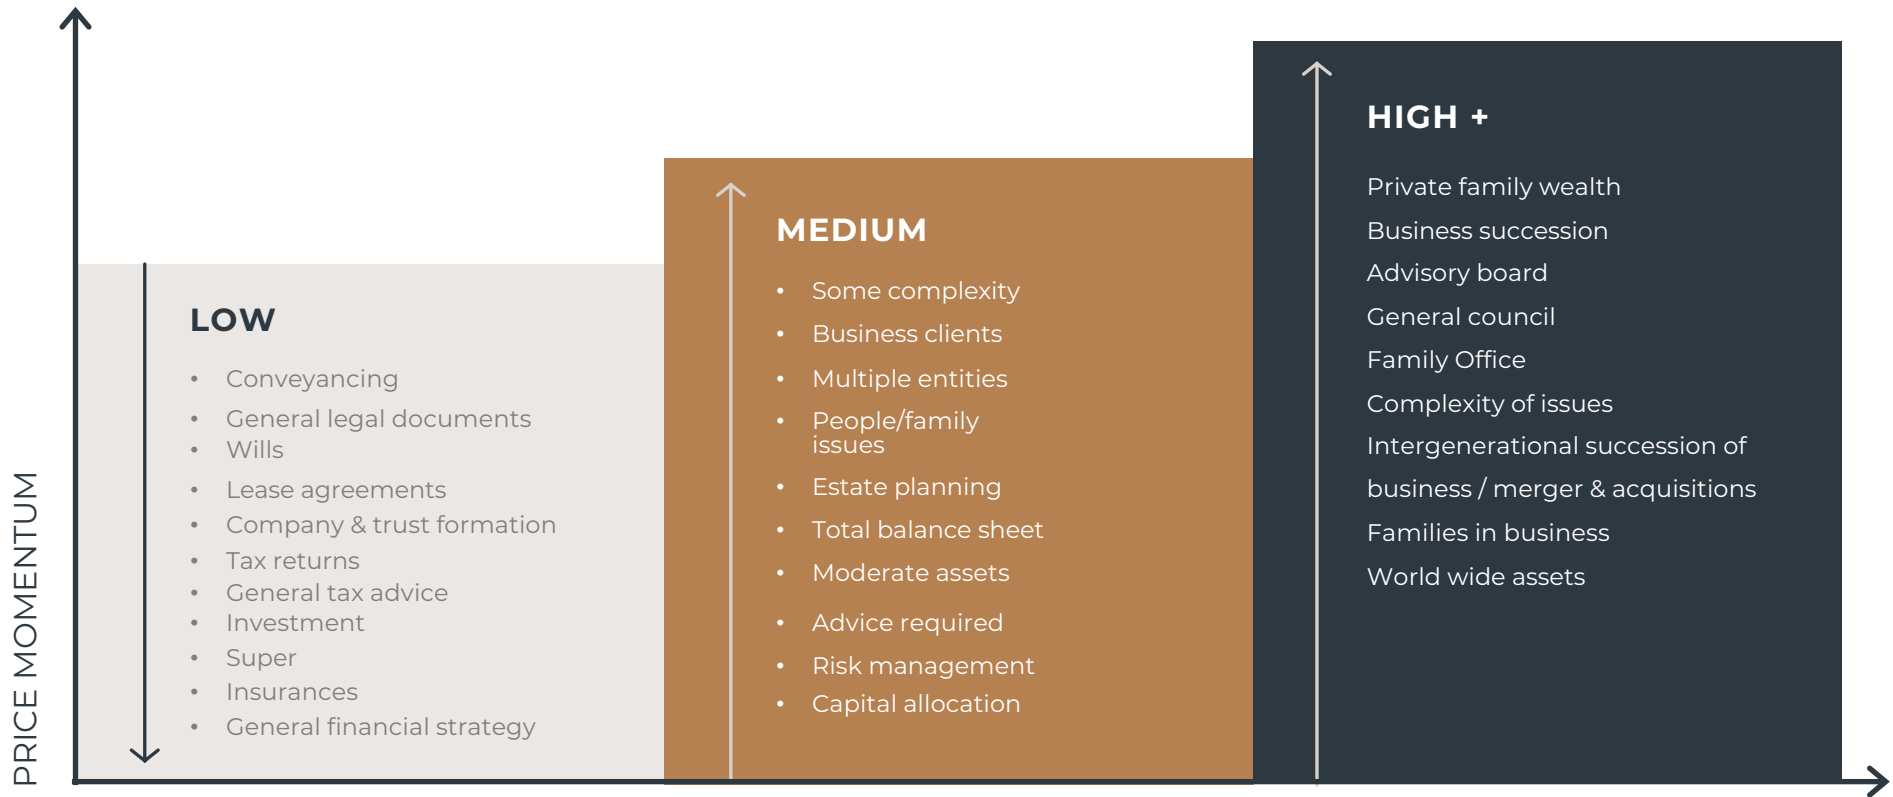 PRICE MOMENTUM
LOW
• Conveyancing
• General legal documents
• Wills
• Lease agreements
• Company & trust formation
• Tax returns
• General tax advice
• Investment
• Super
• Insurances
• General financial strategy
MEDIUM
• Some complexity
• Business clients
• Multiple entities
• People/family
issues
• Estate planning
• Total balance sheet
• Moderate assets
• Advice required
• Risk management
• Capital allocation
HIGH +
Private family wealth
Business succession
Advisory board
General council
Family Office
Complexity of issues
Intergenerational succession of
business / merger & acquisitions
Families in business
World wide assets